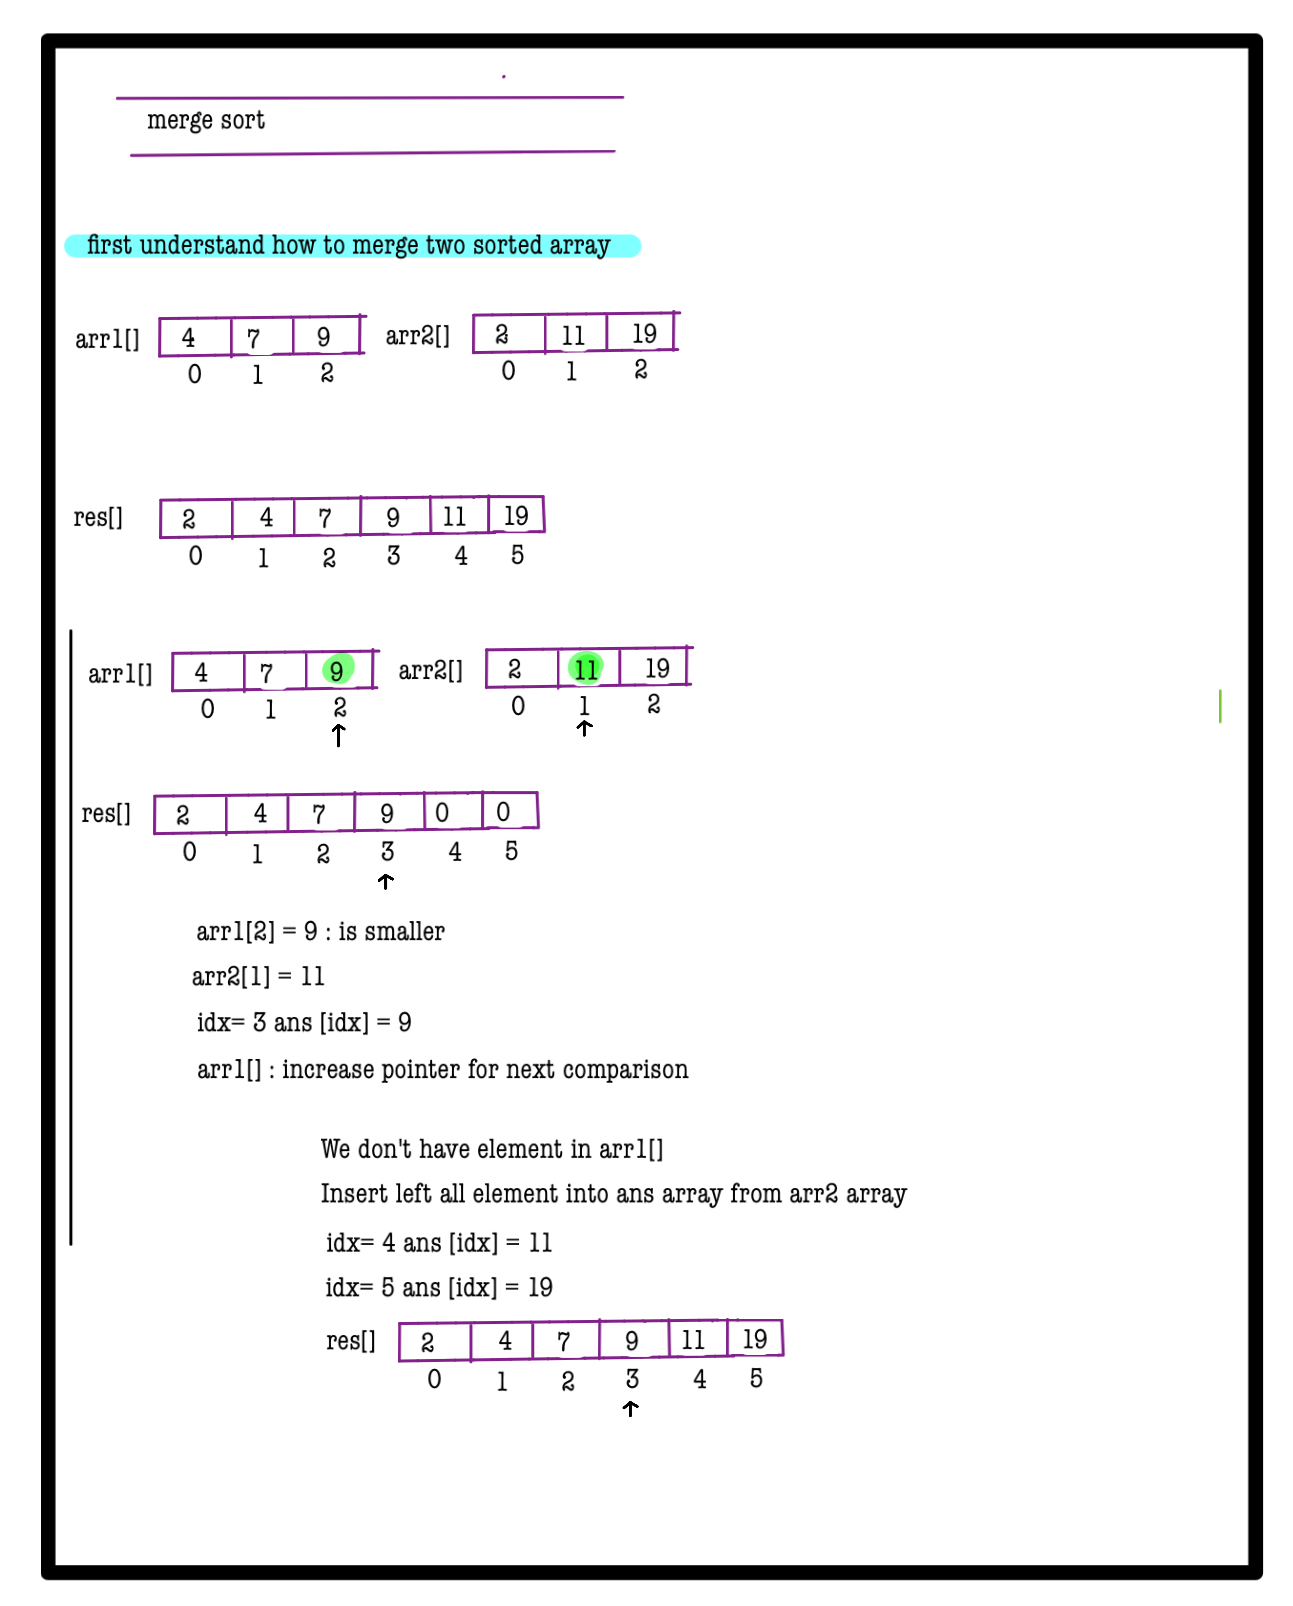 merge sort
first understand how to merge two sorted array
arr1[] 4 7 9 arr2[] 2 11 19
0 1 2 0 1 2
res[] 2 4 7 9 11 19
0 1 2 3 4 5
arr1[] 4 7 9 arr2[] 2 11 19
0 1 2 0 1 2
res[] 2 4 7 9 0 0
0 1 2 3 4 5
arr1[2] = 9 : is smaller
arr2[1] = 11
idx= 3 ans [idx] = 9
arr1[] : increase pointer for next comparison
We don't have element in arr1[]
Insert left all element into ans array from arr2 array
idx= 4 ans [idx] = 11
idx= 5 ans [idx] = 19
res[] 2 4 7 9 11 19
0 1 2 3 4 5